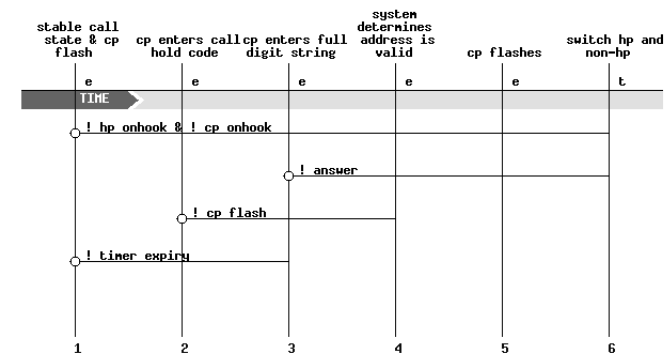 stable call
state & cp
flash
cp enters call
hold code
cp enters full
digit string
system
determines
address is
valid
cp flashes
switch hp and
non-hp
e e e e e t
TIME
! hp onhook & ! cp onhook
! answer
! cp flash
! timer expiry
1 2 3 4 5 6